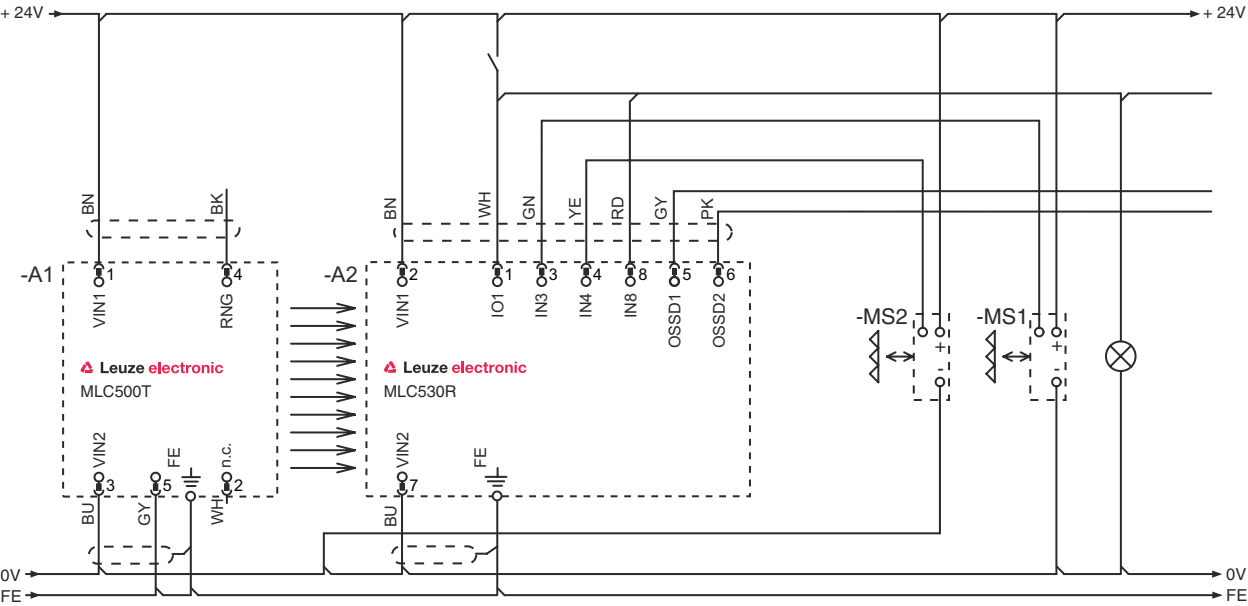 + 24V
+ 24V
BN
BK
BN
WH
GN
YE
RD
GY
PK
-A1
1
4
-A2
2
1
3
4
8
5
6
VIN1
RNG
VIN1
IO1
IN3
IN4
IN8
OSSD1
OSSD2
-MS2
-MS1
+
+
-
-
Leuze electronic
MLC500T
Leuze electronic
MLC530R
VIN2
FE
n.c.
VIN2
FE
3
5
2
7
BU
GY
WH
BU
0V
0V
FE
FE